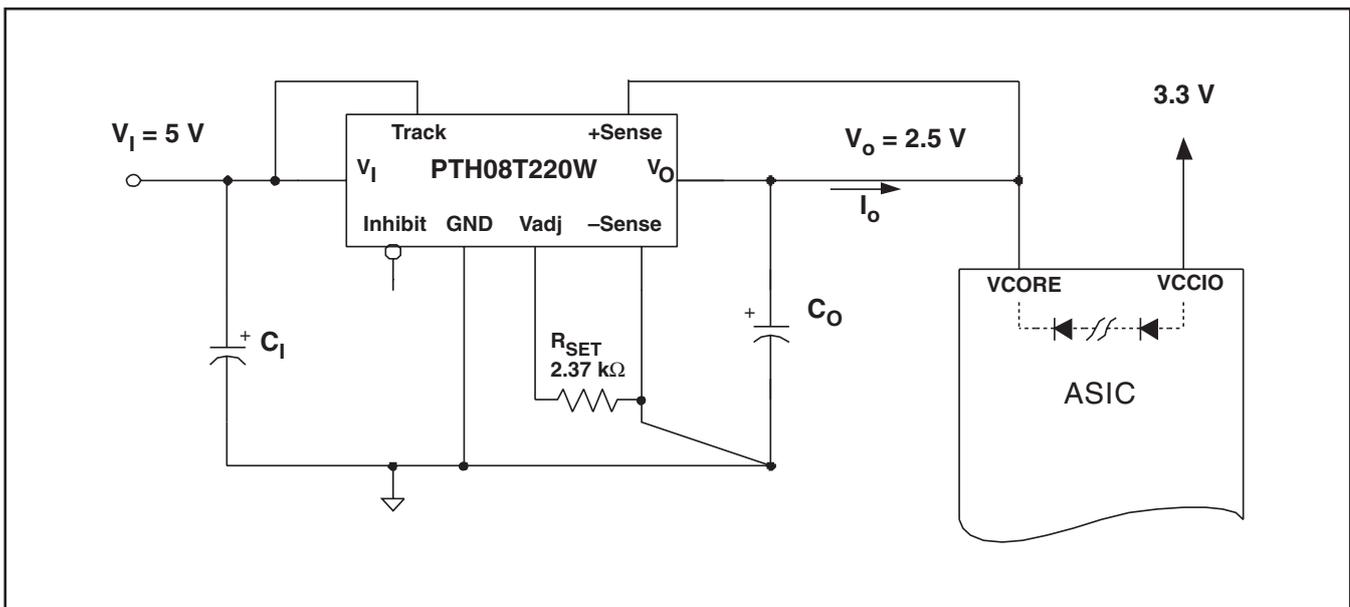 3.3 V
V_I = 5 V
Track
+Sense
V_o = 2.5 V
V_I
PTH08T220W
V_O
I_o
Inhibit
GND
Vadj
–Sense
VCORE
VCCIO
+
C_I
R_SET
2.37 kΩ
+
C_O
ASIC